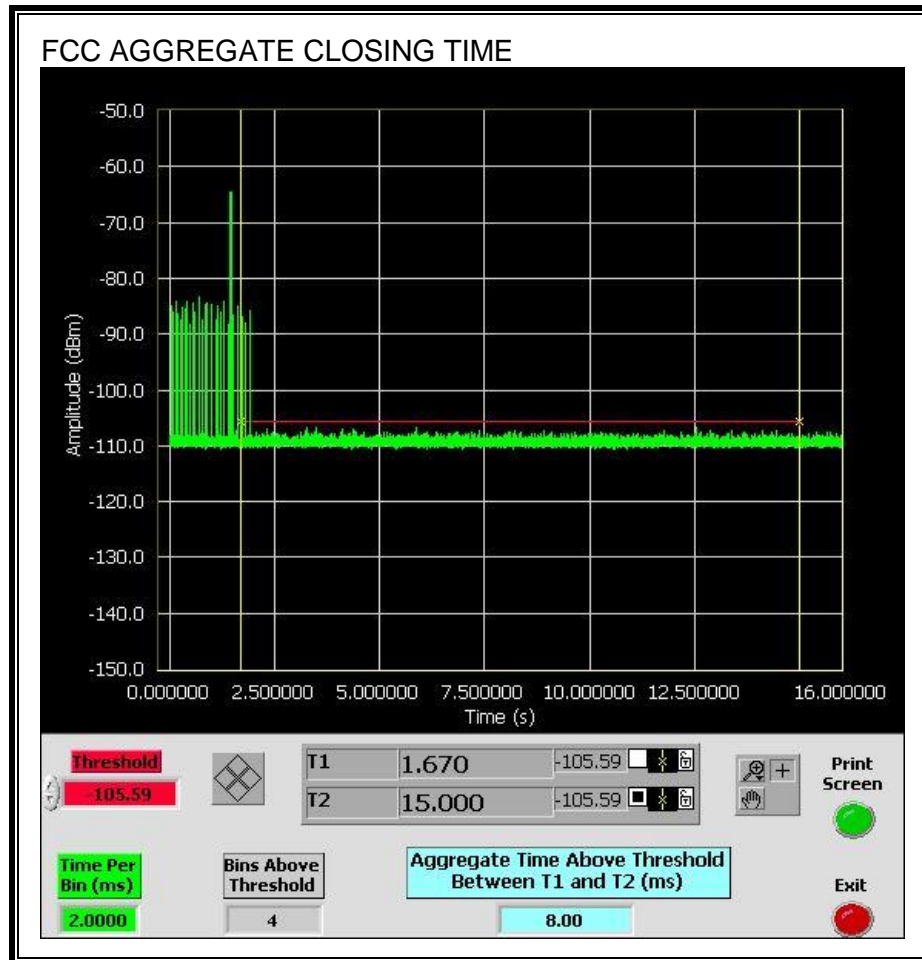 FCC AGGREGATE CLOSING TIME
-50.0
-60.0
-70.0
-80.0
-90.0
-100.0
-110.0
-120.0
-130.0
-140.0
-150.0
Amplitude (dBm)
0.000000 2.500000 5.000000 7.500000 10.000000 12.500000 16.000000
Time (s)
Threshold
-105.59
T1 1.670 -105.59
T2 15.000 -105.59
Print
Screen
Time Per
Bin (ms)
2.0000
Bins Above
Threshold
4
Aggregate Time Above Threshold
Between T1 and T2 (ms)
8.00
Exit